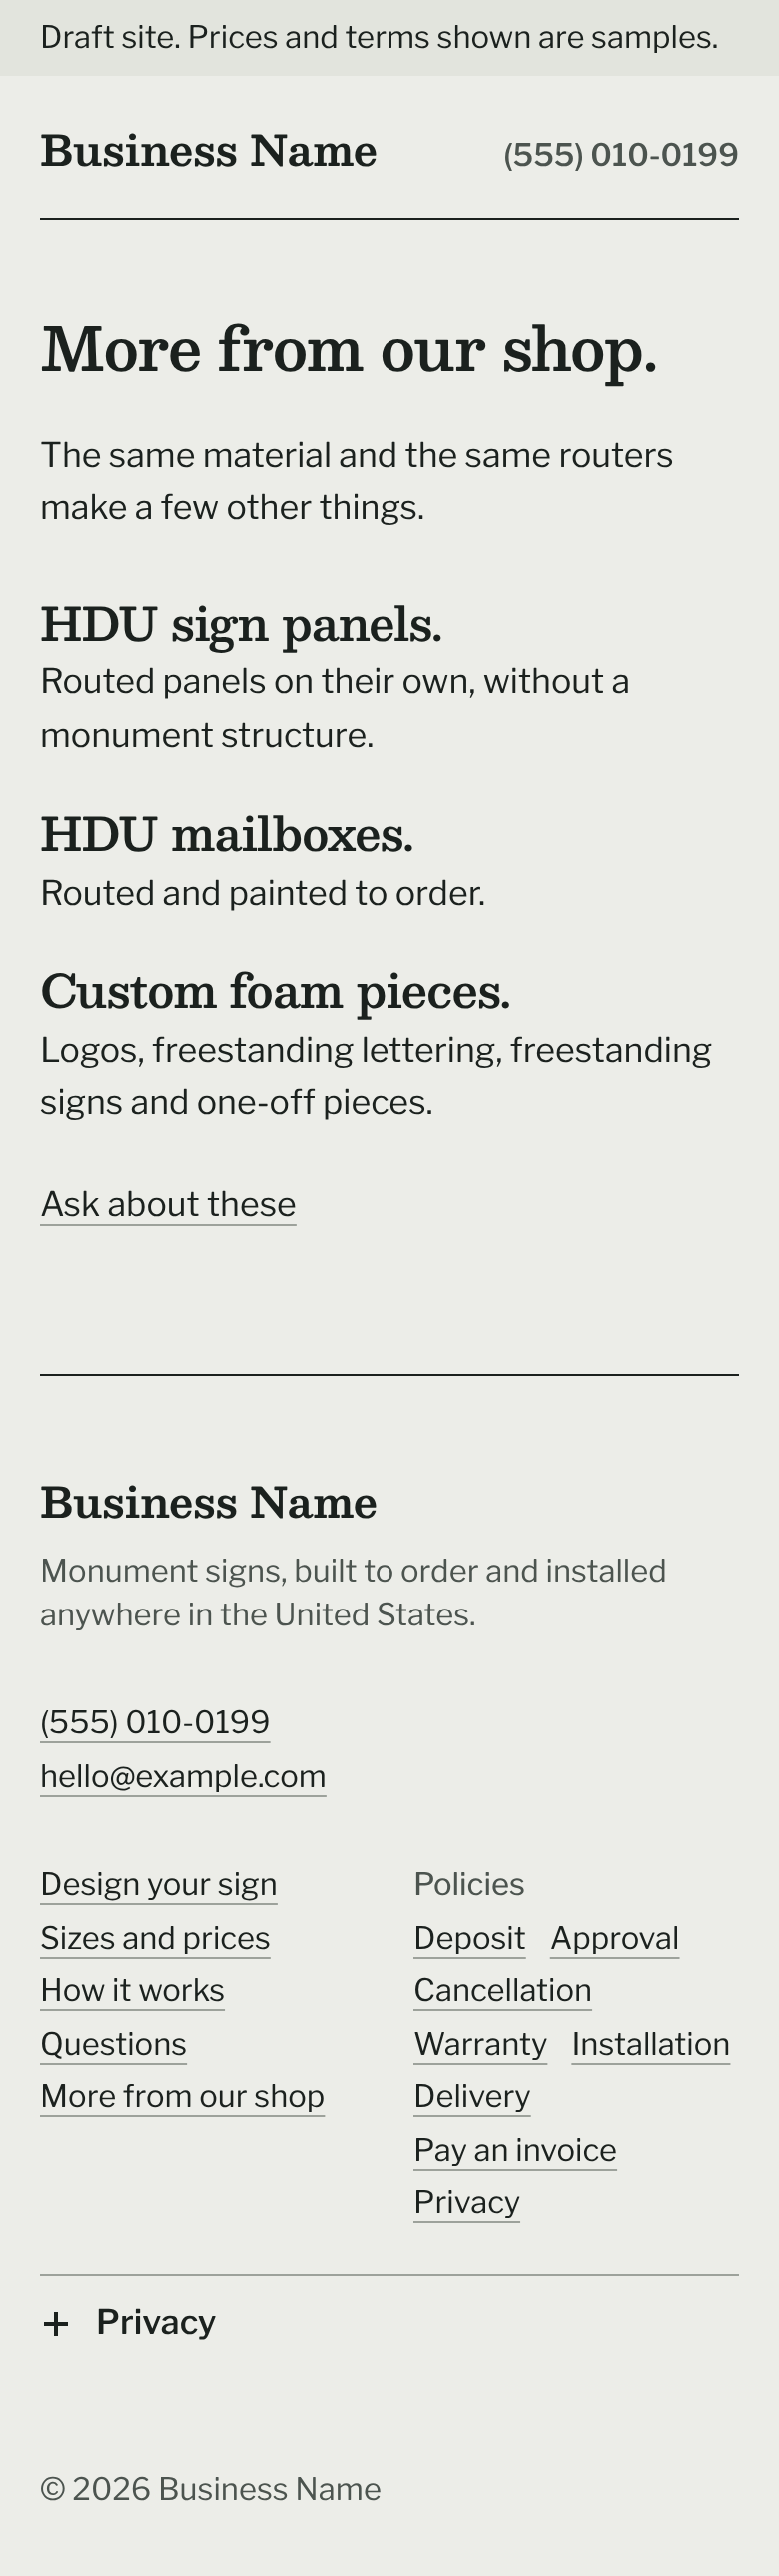 Draft site. Prices and terms shown are samples.
Business Name
(555) 010-0199
More from our shop.
The same material and the same routers
make a few other things.
HDU sign panels.
Routed panels on their own, without a
monument structure.
HDU mailboxes.
Routed and painted to order.
Custom foam pieces.
Logos, freestanding lettering, freestanding
signs and one-off pieces.
Ask about these
Business Name
Monument signs, built to order and installed
anywhere in the United States.
(555) 010-0199
hello@example.com
Design your sign
Sizes and prices
How it works
Questions
More from our shop
Policies
Deposit Approval
Cancellation
Warranty Installation
Delivery
Pay an invoice
Privacy
+ Privacy
© 2026 Business Name